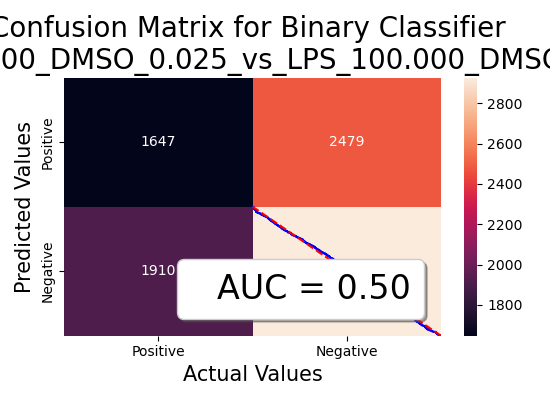 Confusion Matrix for Binary Classifier
00_DMSO_0.025_vs_LPS_100.000_DMSO
Predicted Values
Positive
Negative
1647
2479
1910
AUC = 0.50
Positive
Negative
Actual Values
2800
2600
2400
2200
2000
1800